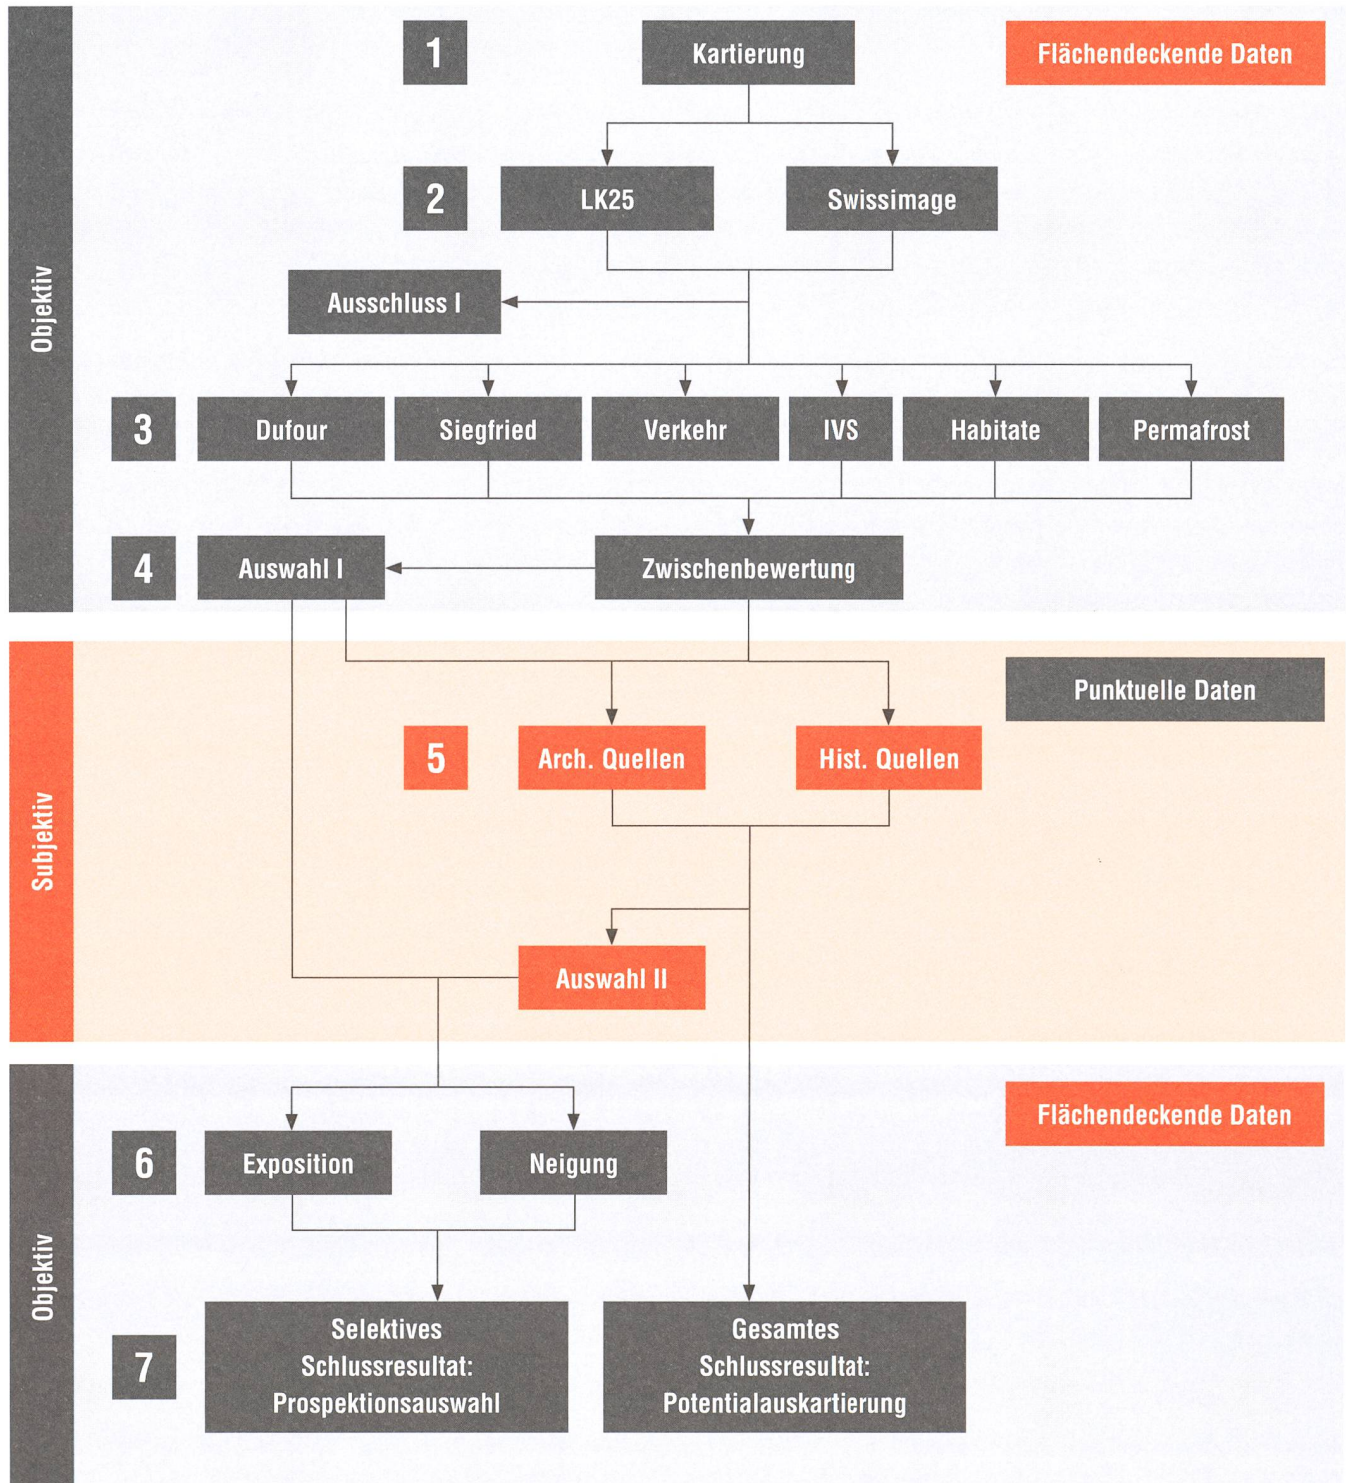 Objektiv
1
Kartierung
Flächendeckende Daten
2
LK25
Swissimage
Ausschluss I
3
Dufour
Siegfried
Verkehr
IVS
Habitate
Permafrost
4
Auswahl I
Zwischenbewertung
Subjektiv
Punktuelle Daten
5
Arch. Quellen
Hist. Quellen
Auswahl II
Objektiv
Flächendeckende Daten
6
Exposition
Neigung
7
Selektives
Schlussresultat:
Prospektionsauswahl
Gesamtes
Schlussresultat:
Potentialauskartierung